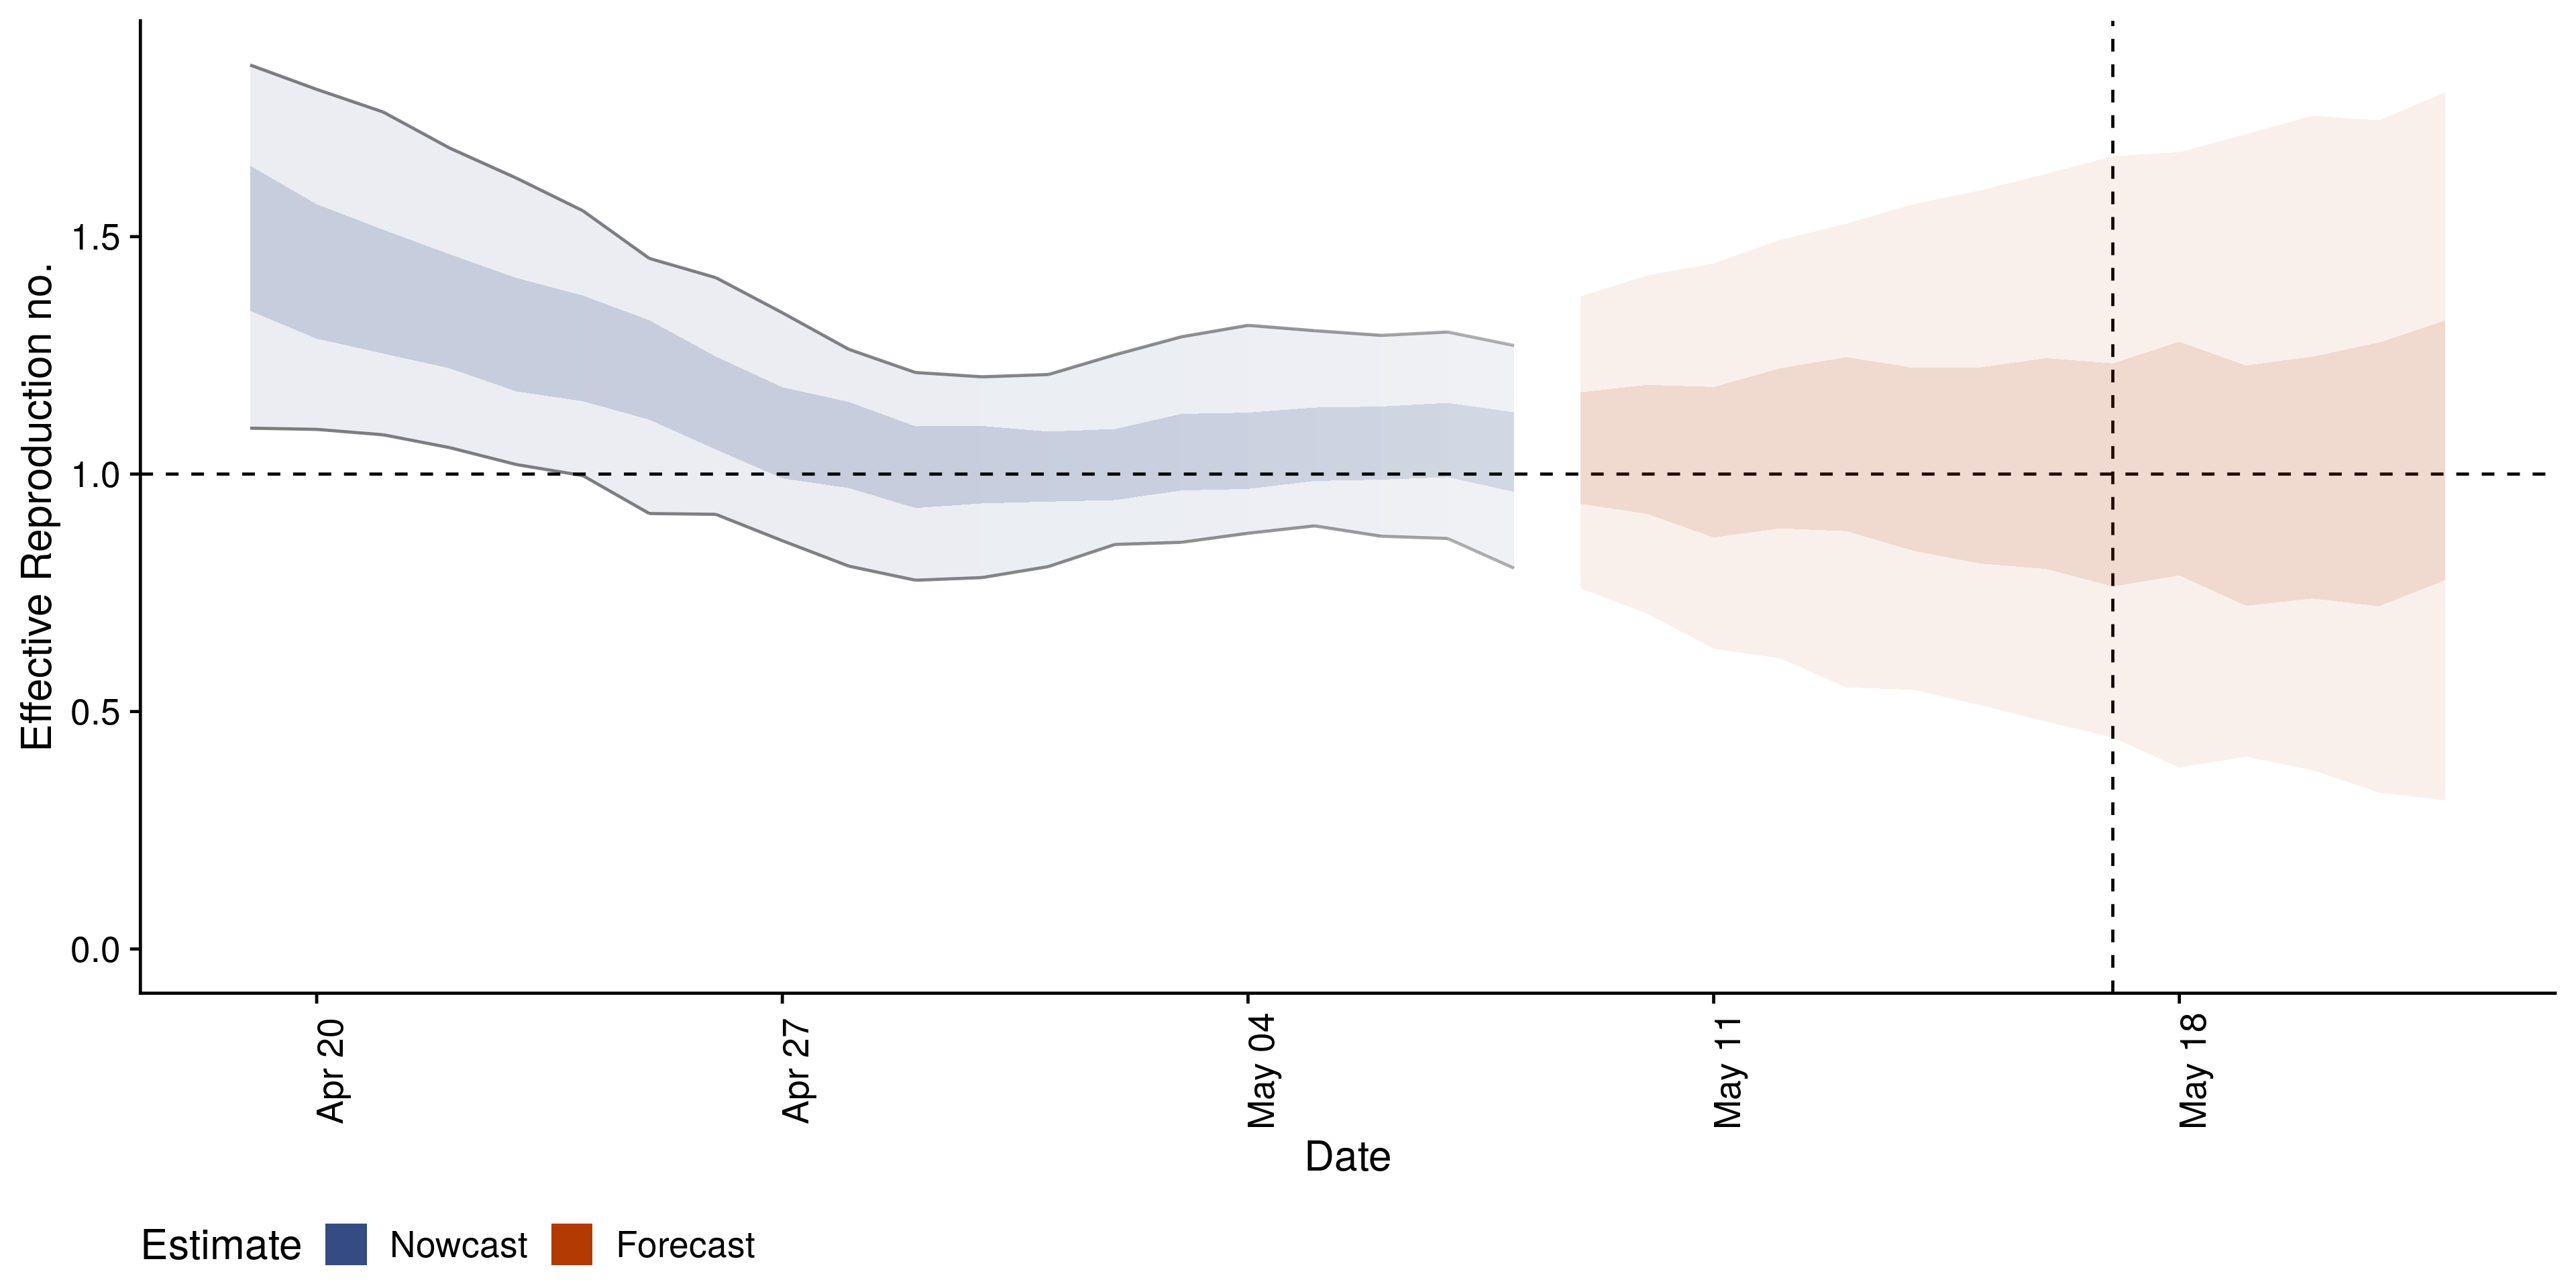 Effective Reproduction no.
1.5
1.0
0.5
0.0
Apr 20
Apr 27
May 04
May 11
May 18
Date
Estimate Nowcast Forecast